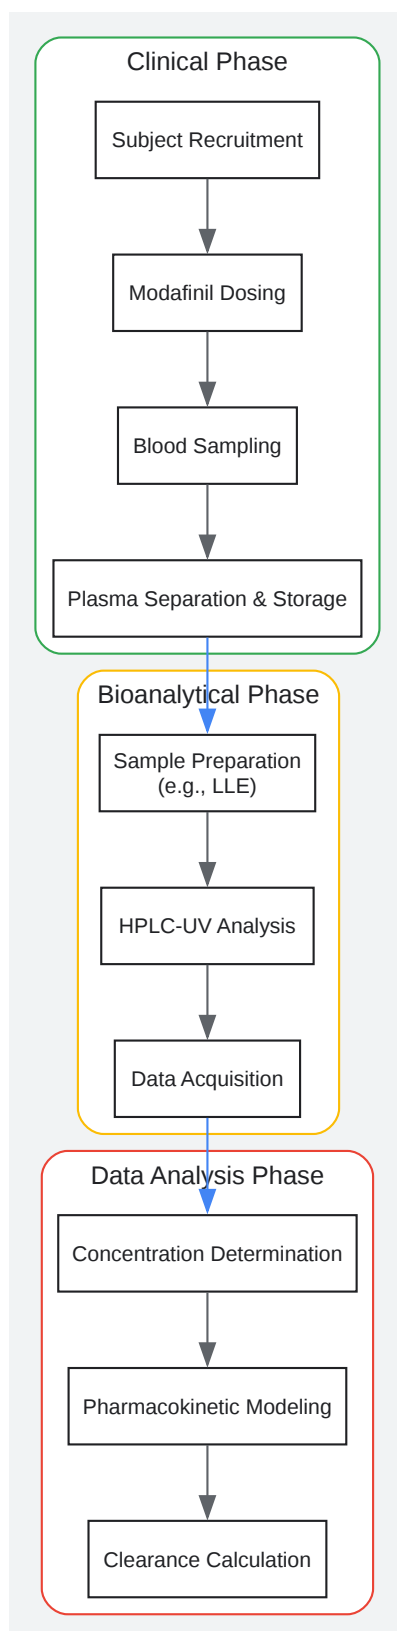 Clinical Phase
Subject Recruitment
Modafinil Dosing
Blood Sampling
Plasma Separation & Storage
Bioanalytical Phase
Sample Preparation
(e.g., LLE)
HPLC-UV Analysis
Data Acquisition
Data Analysis Phase
Concentration Determination
Pharmacokinetic Modeling
Clearance Calculation